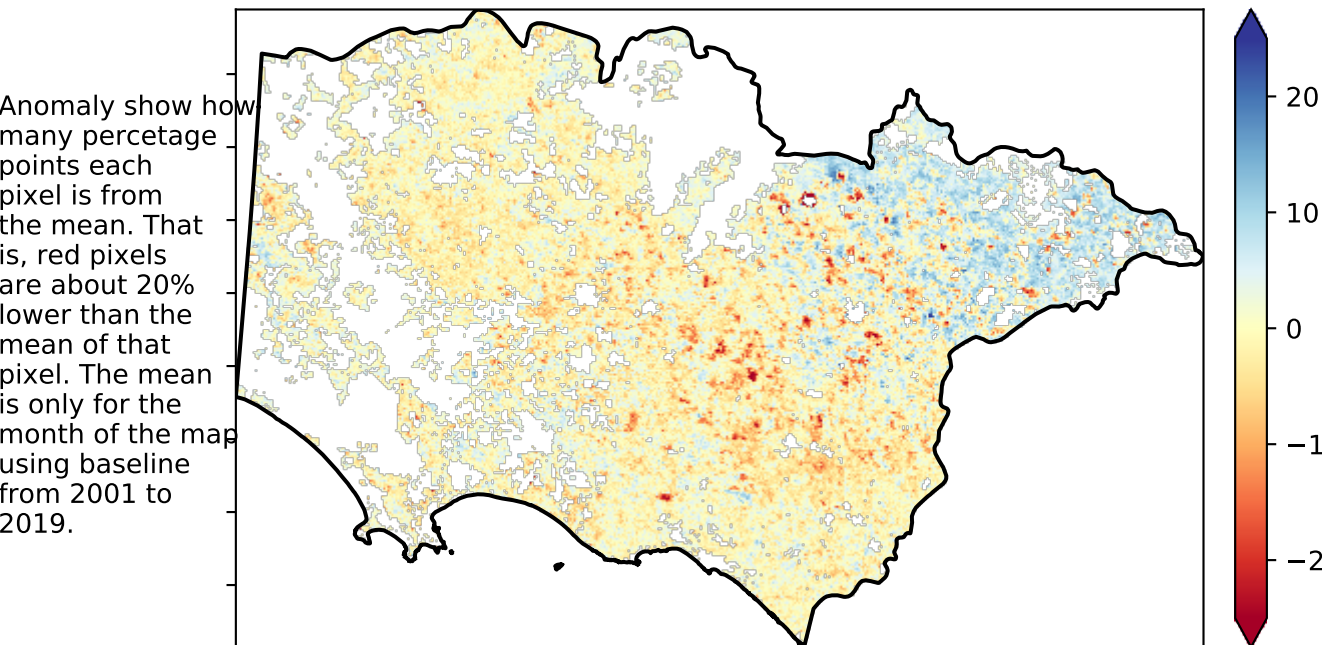 Anomaly show how
many percetage
points each
pixel is from
the mean. That
is, red pixels
are about 20%
lower than the
mean of that
pixel. The mean
is only for the
month of the map
using baseline
from 2001 to
2019.
20
10
0
−1
−2